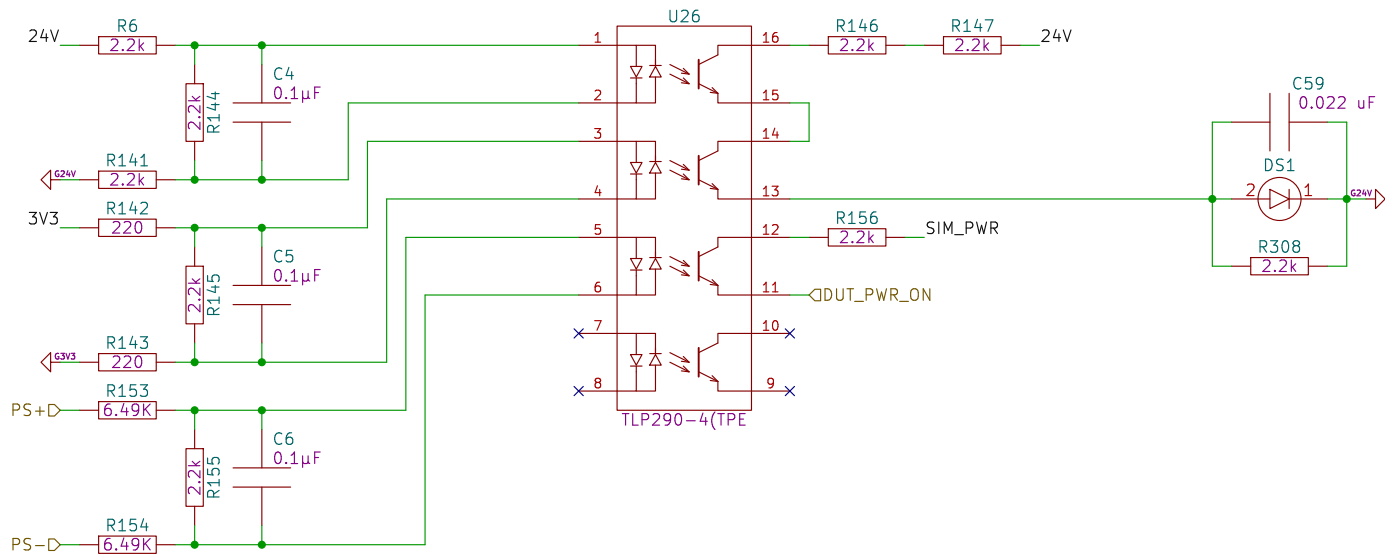 24V
R6
2.2k
2.2k
R144
C4
0.1µF
G24V
R141
2.2k
3V3
R142
220
2.2k
R145
C5
0.1µF
G3V3
R143
220
PS+
R153
6.49K
2.2k
R155
C6
0.1µF
PS-
R154
6.49K
U26
1
2
3
4
5
6
7
8
16
15
14
13
12
11
10
9
TLP290-4(TPE
R146
2.2k
R147
2.2k
24V
R156
2.2k
SIM_PWR
DUT_PWR_ON
C59
0.022 uF
DS1
2
1
G24V
R308
2.2k